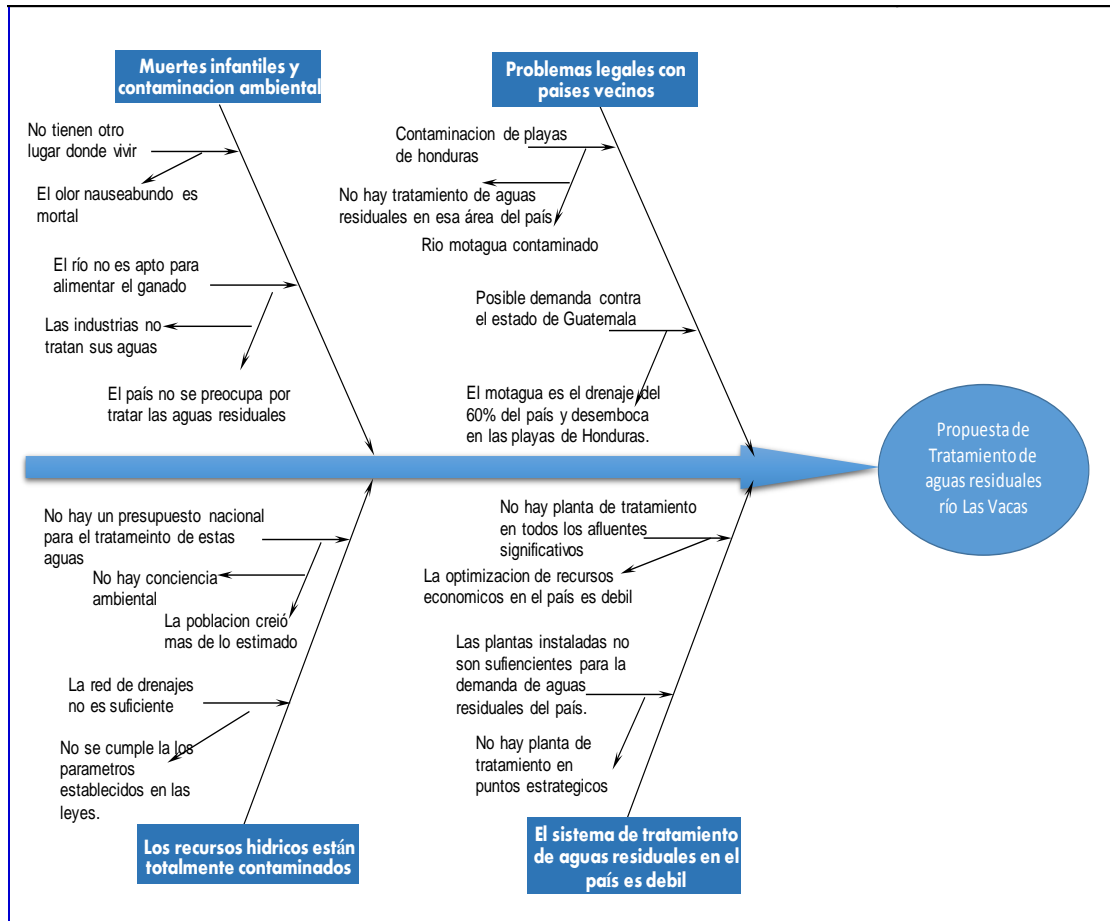 Muertes infantiles y
contaminacion ambiental
Problemas legales con
paises vecinos
No tienen otro
lugar donde vivir
El olor nauseabundo es
mortal
El río no es apto para
alimentar el ganado
Las industrias no
tratan sus aguas
El país no se preocupa por
tratar las aguas residuales
Contaminacion de playas
de honduras
No hay tratamiento de aguas
residuales en esa área del país
Rio motagua contaminado
Posible demanda contra
el estado de Guatemala
El motagua es el drenaje del
60% del país y desemboca
en las playas de Honduras.
Propuesta de
Tratamiento de
aguas residuales
río Las Vacas
No hay un presupuesto nacional
para el tratameinto de estas
aguas
No hay conciencia
ambiental
La poblacion creió
mas de lo estimado
La red de drenajes
no es suficiente
No se cumple la los
parametros
establecidos en las
leyes.
No hay planta de tratamiento
en todos los afluentes
significativos
La optimizacion de recursos
economicos en el país es debil
Las plantas instaladas no
son sufiencientes para la
demanda de aguas
residuales del país.
No hay planta de
tratamiento en
puntos estrategicos
Los recursos hidricos están
totalmente contaminados
El sistema de tratamiento
de aguas residuales en el
país es debil